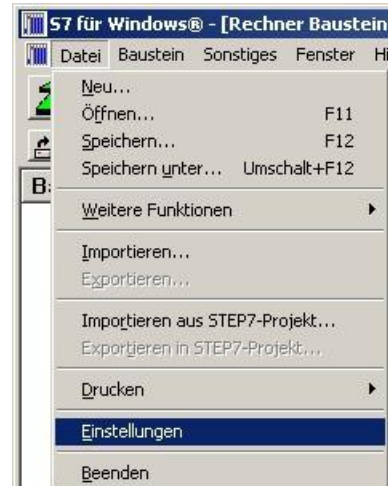 S7 für Windows® - [Rechner Baustein
Datei Baustein Sonstiges Fenster Hi
Neu...
Öffnen... F11
Speichern... F12
Speichern unter... Umschalt+F12
Weitere Funktionen
Importieren...
Exportieren...
Importieren aus STEP7-Projekt...
Exportieren in STEP7-Projekt...
Drucken
Einstellungen
Beenden